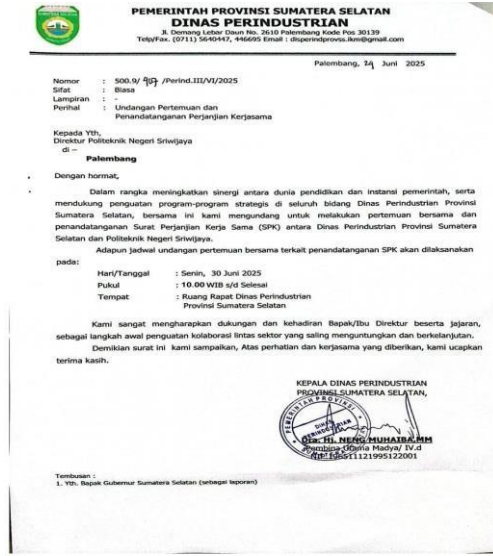 PEMERINTAH PROVINSI SUMATERA SELATAN
DINAS PERINDUSTRIAN
Jl. Demang Lebar Daun No. 2610 Palembang Kode Pos 30139
Telp/Fax. (0711) 5640447, 446695 Email : disperindprovss.ikm@gmail.com
Palembang, 24 Juni 2025
Nomor : 500.9/ 907 /Perind.III/VI/2025
Sifat : Biasa
Lampiran : -
Perihal : Undangan Pertemuan dan
Penandatanganan Perjanjian Kerjasama
Kepada Yth,
Direktur Politeknik Negeri Sriwijaya
di –
Palembang
Dengan hormat,
Dalam rangka meningkatkan sinergi antara dunia pendidikan dan instansi pemerintah, serta
mendukung penguatan program-program strategis di seluruh bidang Dinas Perindustrian Provinsi
Sumatera Selatan, bersama ini kami mengundang untuk melakukan pertemuan bersama dan
penandatanganan Surat Perjanjian Kerja Sama (SPK) antara Dinas Perindustrian Provinsi Sumatera
Selatan dan Politeknik Negeri Sriwijaya.
Adapun jadwal undangan pertemuan bersama terkait penandatanganan SPK akan dilaksanakan
pada:
Hari/Tanggal : Senin, 30 Juni 2025
Pukul : 10.00 WIB s/d Selesai
Tempat : Ruang Rapat Dinas Perindustrian
Provinsi Sumatera Selatan
Kami sangat mengharapkan dukungan dan kehadiran Bapak/Ibu Direktur beserta jajaran,
sebagai langkah awal penguatan kolaborasi lintas sektor yang saling menguntungkan dan berkelanjutan.
Demikian surat ini kami sampaikan, Atas perhatian dan kerjasama yang diberikan, kami ucapkan
terima kasih.
KEPALA DINAS PERINDUSTRIAN
PROVINSI SUMATERA SELATAN,
PEMERINTAH PROVINSI
DINAS
PERINDUSTRIAN
Dra. Hj. NENG MUHAIBA,MM
Pembina Utama Madya/ IV.d
Tembusan :
1. Yth. Bapak Gubernur Sumatera Selatan (sebagai laporan)